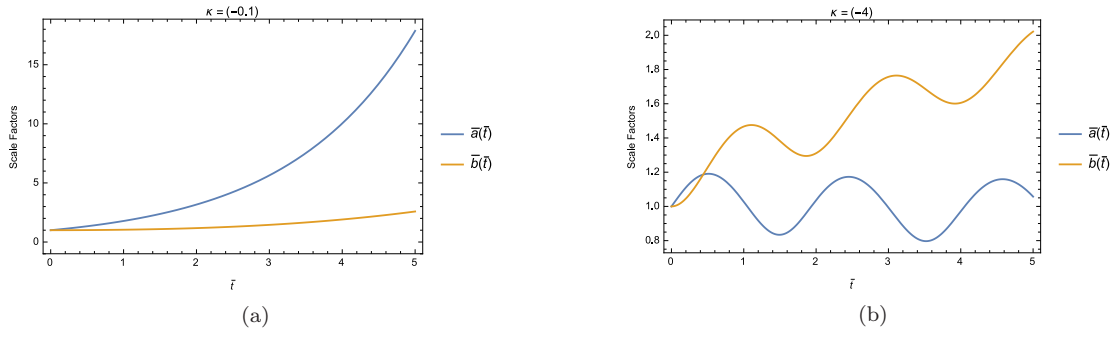 κ = (-0.1)
Scale Factors
15
10
5
0
0
1
2
3
4
5
t̄
ā(t̄)
b̄(t̄)
(a)
κ = (-4)
Scale Factors
2.0
1.8
1.6
1.4
1.2
1.0
0.8
0
1
2
3
4
5
t̄
ā(t̄)
b̄(t̄)
(b)